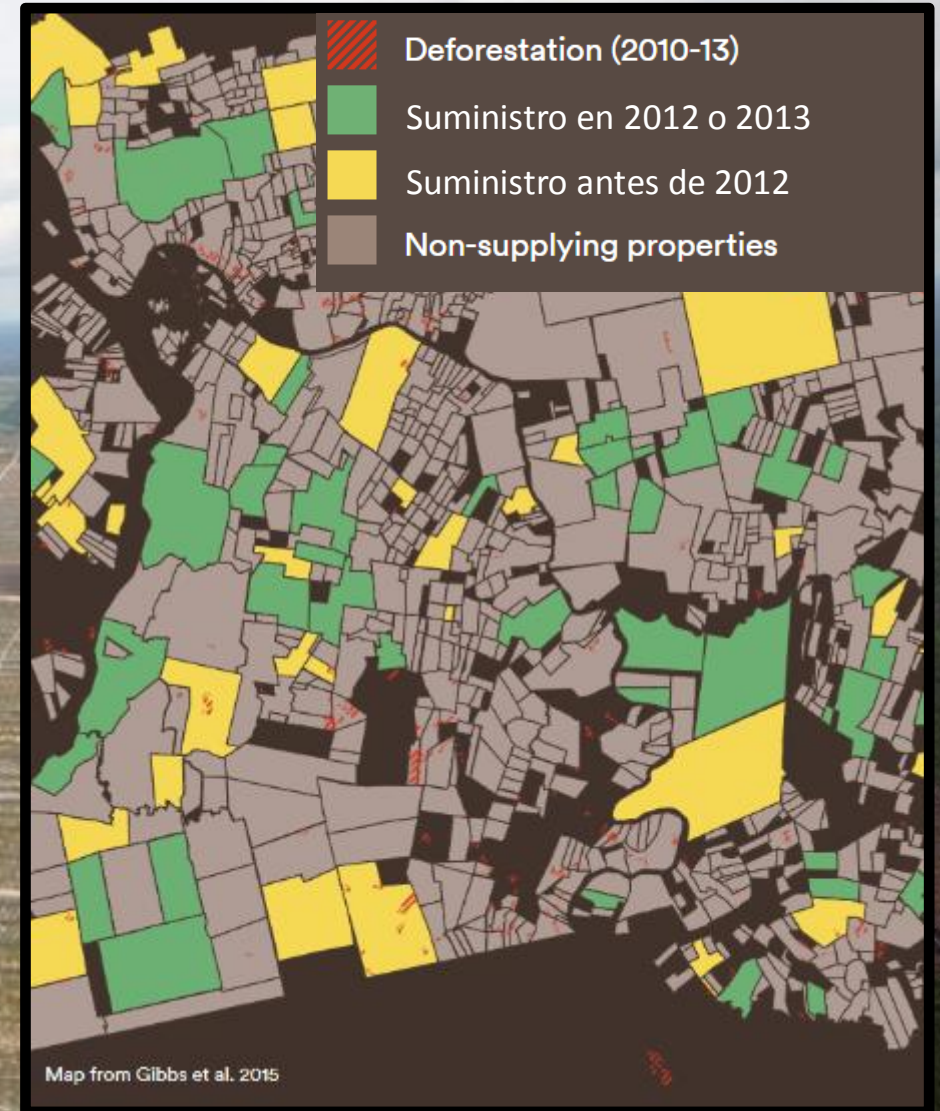 Deforestation (2010-13)
Suministro en 2012 o 2013
Suministro antes de 2012
Non-supplying properties
Map from Gibbs et al. 2015